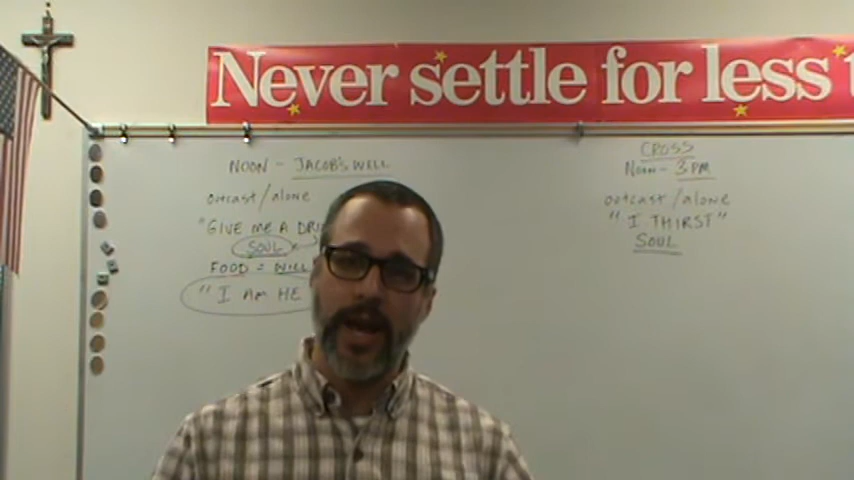 Never settle for less
NOON - JACOB'S WELL
outcast/alone
"GIVE ME A
SOUL
FOOD = WILL
"I AM HE
CROSS
NOON - 3PM
outcast/alone
"I THIRST"
SOUL